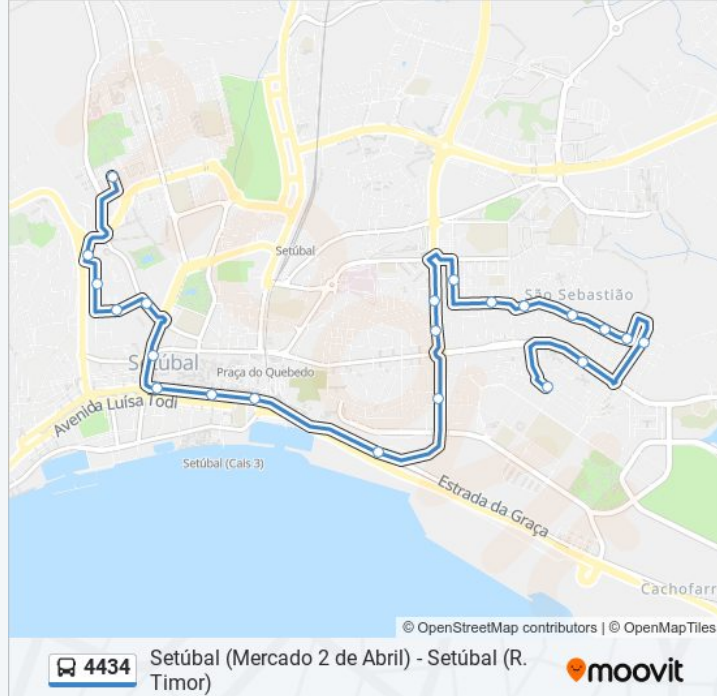 Setúbal
São Sebastião
Setúbal
Praça do Quebedo
Avenida Luísa Todi
Setúbal (Cais 3)
Estrada da Graça
Cachofarr
© OpenStreetMap contributors | © OpenMapTiles
4434
Setúbal (Mercado 2 de Abril) - Setúbal (R.
Timor)
moovit